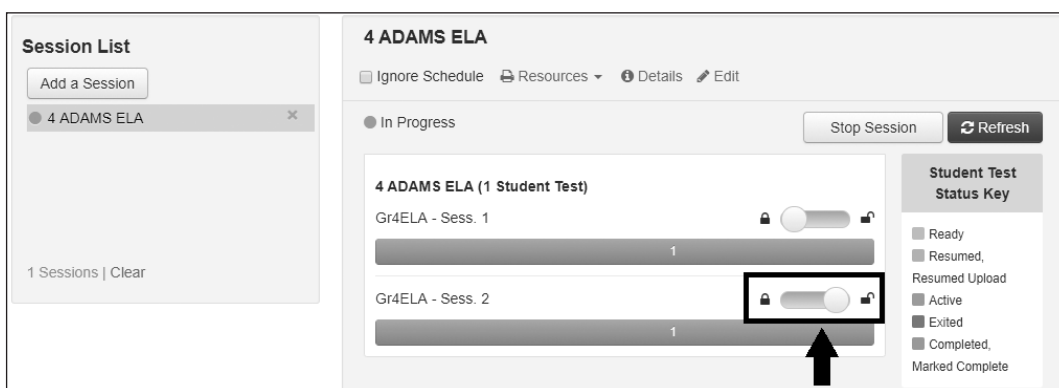 Session List
Add a Session
4 ADAMS ELA
1 Sessions | Clear
4 ADAMS ELA
Ignore Schedule Resources Details Edit
In Progress
Stop Session Refresh
4 ADAMS ELA (1 Student Test)
Gr4ELA - Sess. 1
1
Gr4ELA - Sess. 2
1
Student Test
Status Key
Ready
Resumed,
Resumed Upload
Active
Exited
Completed,
Marked Complete